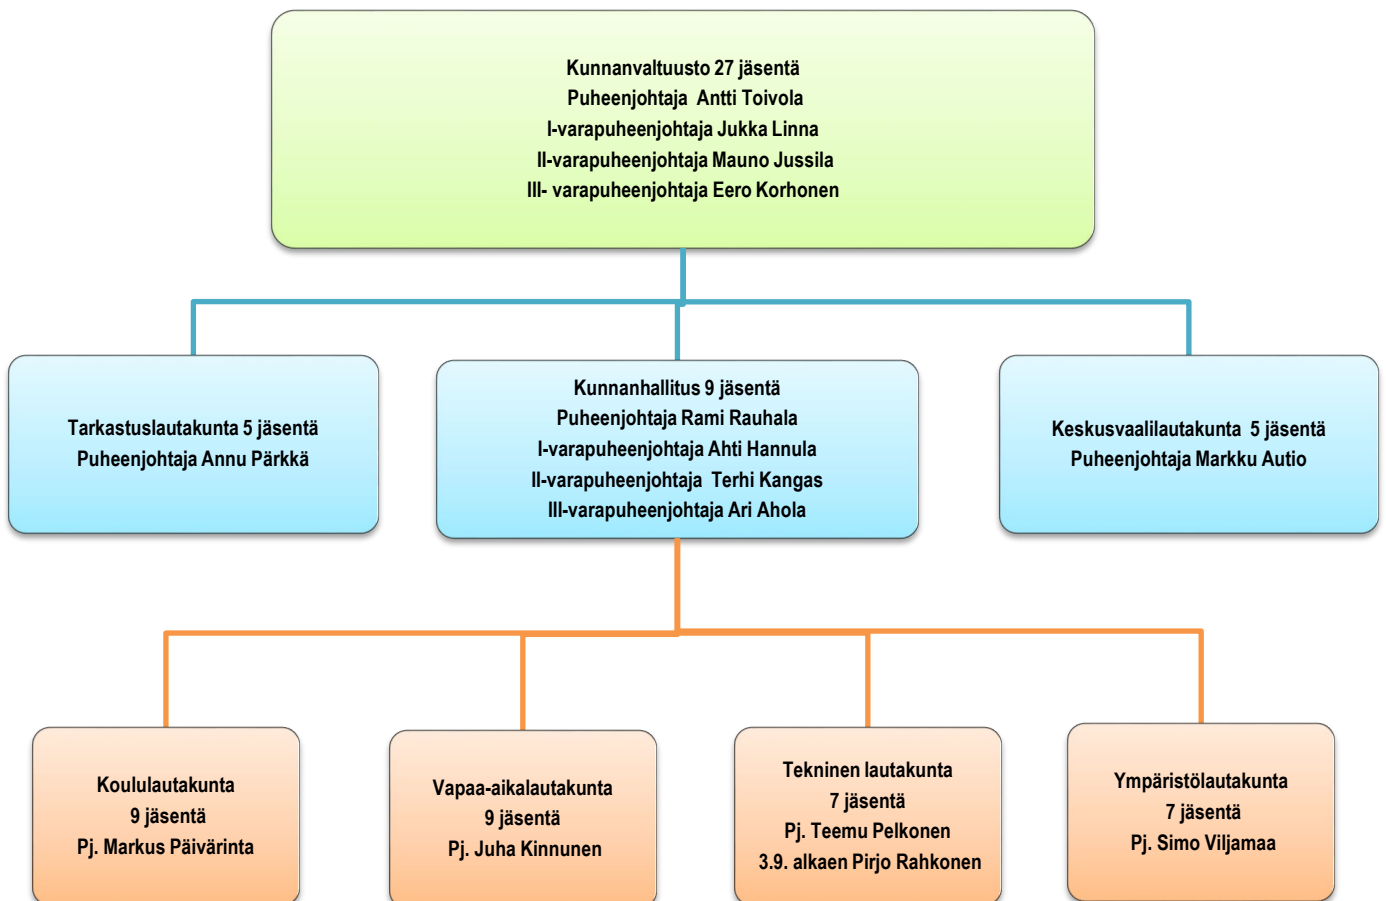 Kunnanvaltuusto 27 jäsentä
Puheenjohtaja Antti Toivola
I-varapuheenjohtaja Jukka Linna
II-varapuheenjohtaja Mauno Jussila
III- varapuheenjohtaja Eero Korhonen
Tarkastuslautakunta 5 jäsentä
Puheenjohtaja Annu Pärkkä
Kunnanhallitus 9 jäsentä
Puheenjohtaja Rami Rauhala
I-varapuheenjohtaja Ahti Hannula
II-varapuheenjohtaja Terhi Kangas
III-varapuheenjohtaja Ari Ahola
Keskusvaalilautakunta 5 jäsentä
Puheenjohtaja Markku Autio
Koululautakunta
9 jäsentä
Pj. Markus Päivärinta
Vapaa-aikalautakunta
9 jäsentä
Pj. Juha Kinnunen
Tekninen lautakunta
7 jäsentä
Pj. Teemu Pelkonen
3.9. alkaen Pirjo Rahkonen
Ympäristölautakunta
7 jäsentä
Pj. Simo Viljamaa